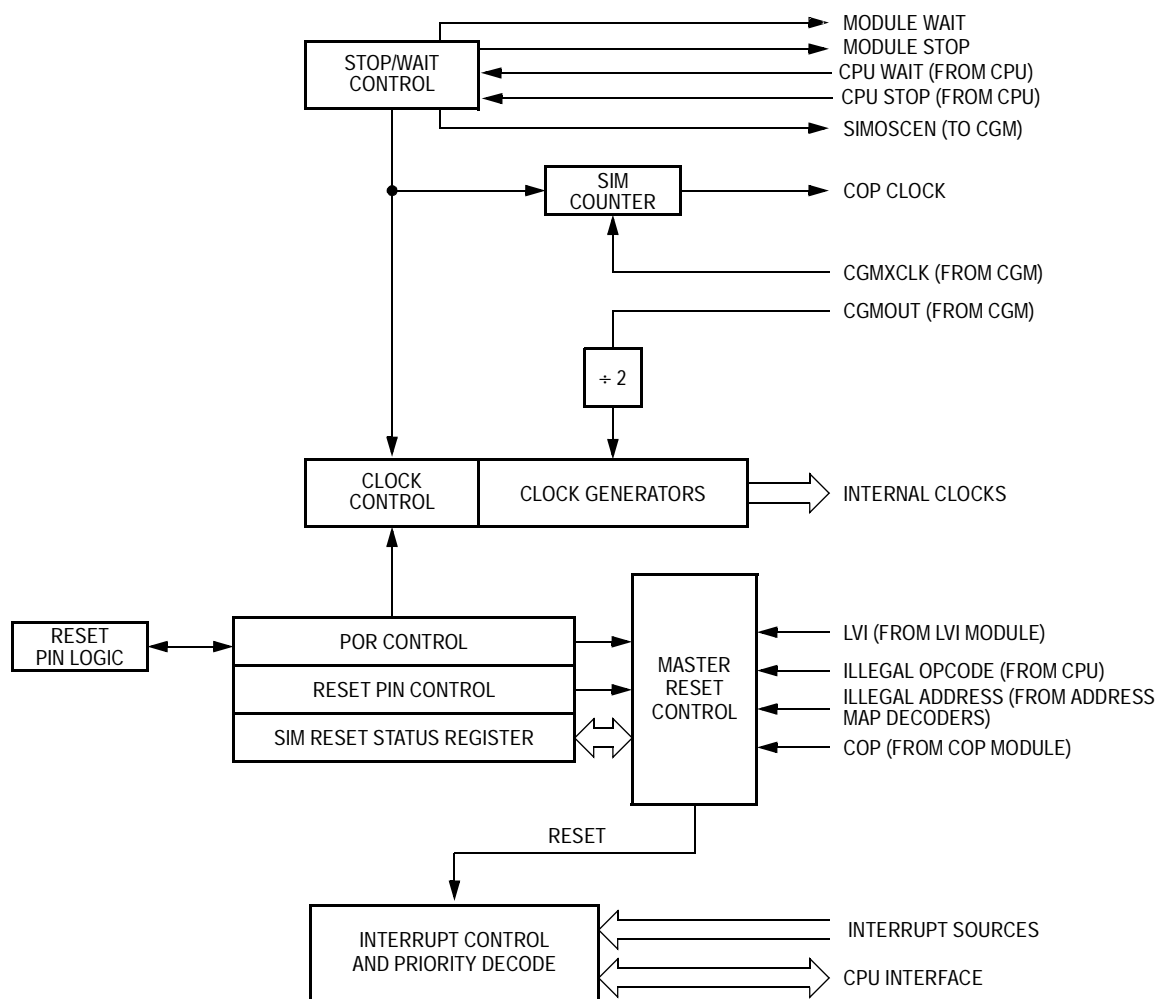 MODULE WAIT
MODULE STOP
STOP/WAIT
CONTROL
CPU WAIT (FROM CPU)
CPU STOP (FROM CPU)
SIMOSCEN (TO CGM)
SIM
COUNTER
COP CLOCK
CGMXCLK (FROM CGM)
CGMOUT (FROM CGM)
÷ 2
CLOCK
CONTROL
CLOCK GENERATORS
INTERNAL CLOCKS
RESET
PIN LOGIC
POR CONTROL
RESET PIN CONTROL
SIM RESET STATUS REGISTER
MASTER
RESET
CONTROL
LVI (FROM LVI MODULE)
ILLEGAL OPCODE (FROM CPU)
ILLEGAL ADDRESS (FROM ADDRESS
MAP DECODERS)
COP (FROM COP MODULE)
RESET
INTERRUPT CONTROL
AND PRIORITY DECODE
INTERRUPT SOURCES
CPU INTERFACE